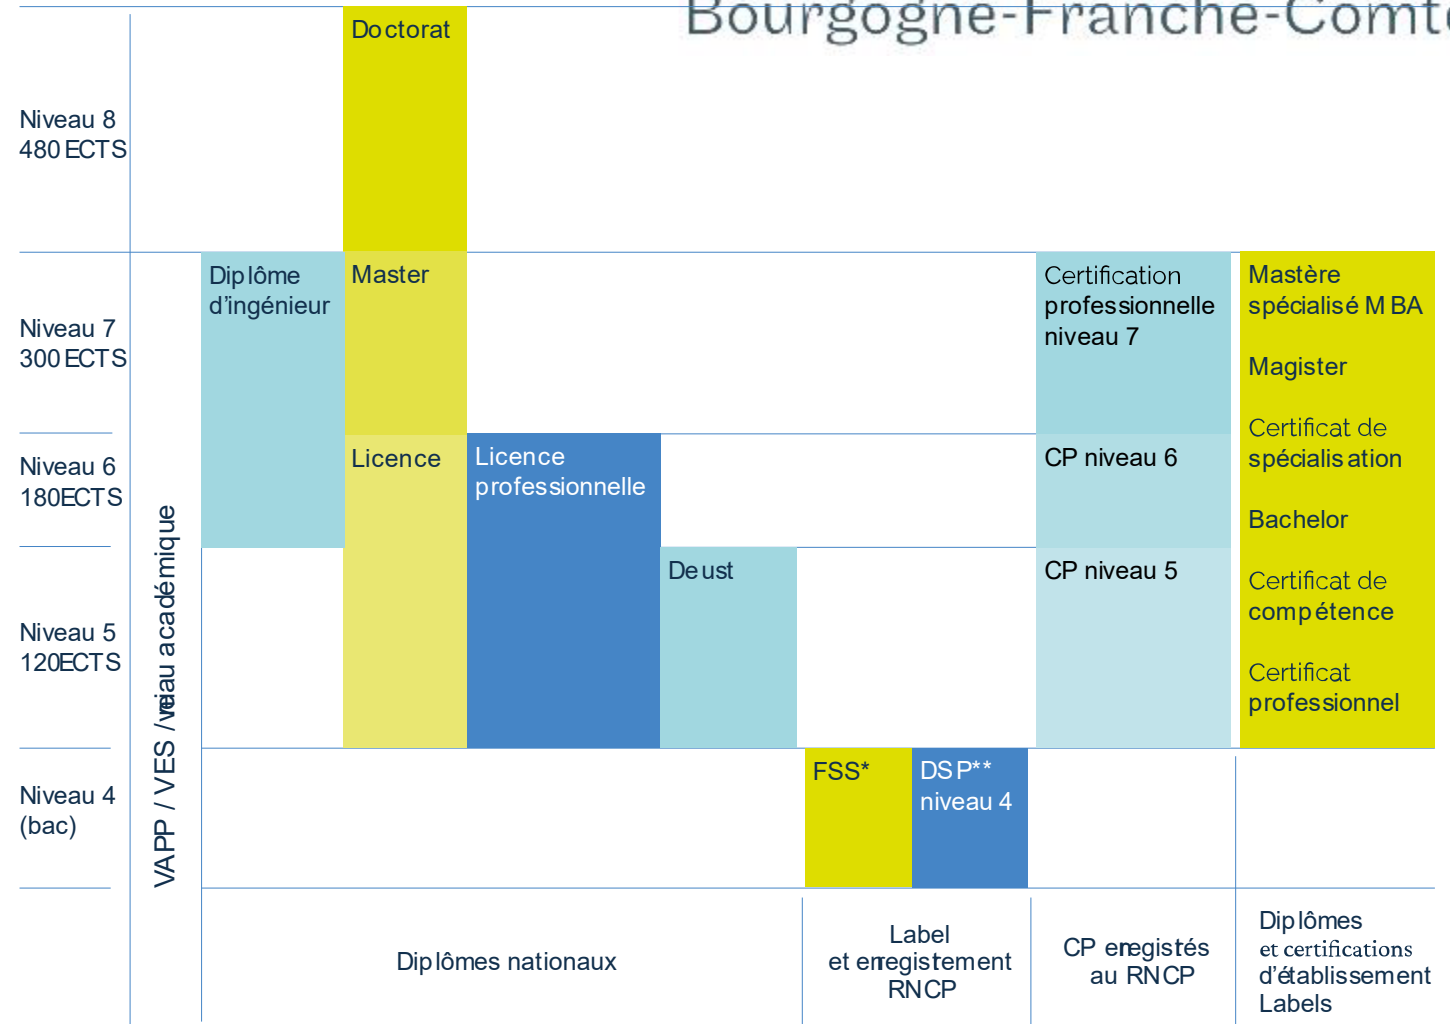 Bourgogne-Franche-Comté
Doctorat
Niveau 8
480 ECTS
Diplôme
d'ingénieur
Master
Certification
professionnelle
niveau 7
Mastère
spécialisé MBA
Magister
Certificat de
spécialisation
Bachelor
Certificat de
compétence
Certificat
professionnel
Niveau 7
300 ECTS
Licence
Licence
professionnelle
CP niveau 6
Niveau 6
180ECTS
Deust
CP niveau 5
Niveau 5
120ECTS
VAPP / VES / académique
FSS*
DSP**
niveau 4
Niveau 4
(bac)
Diplômes nationaux
Label
et enregistement
RNCP
CP enegistés
au RNCP
Diplômes
et certifications
d'établissement
Labels